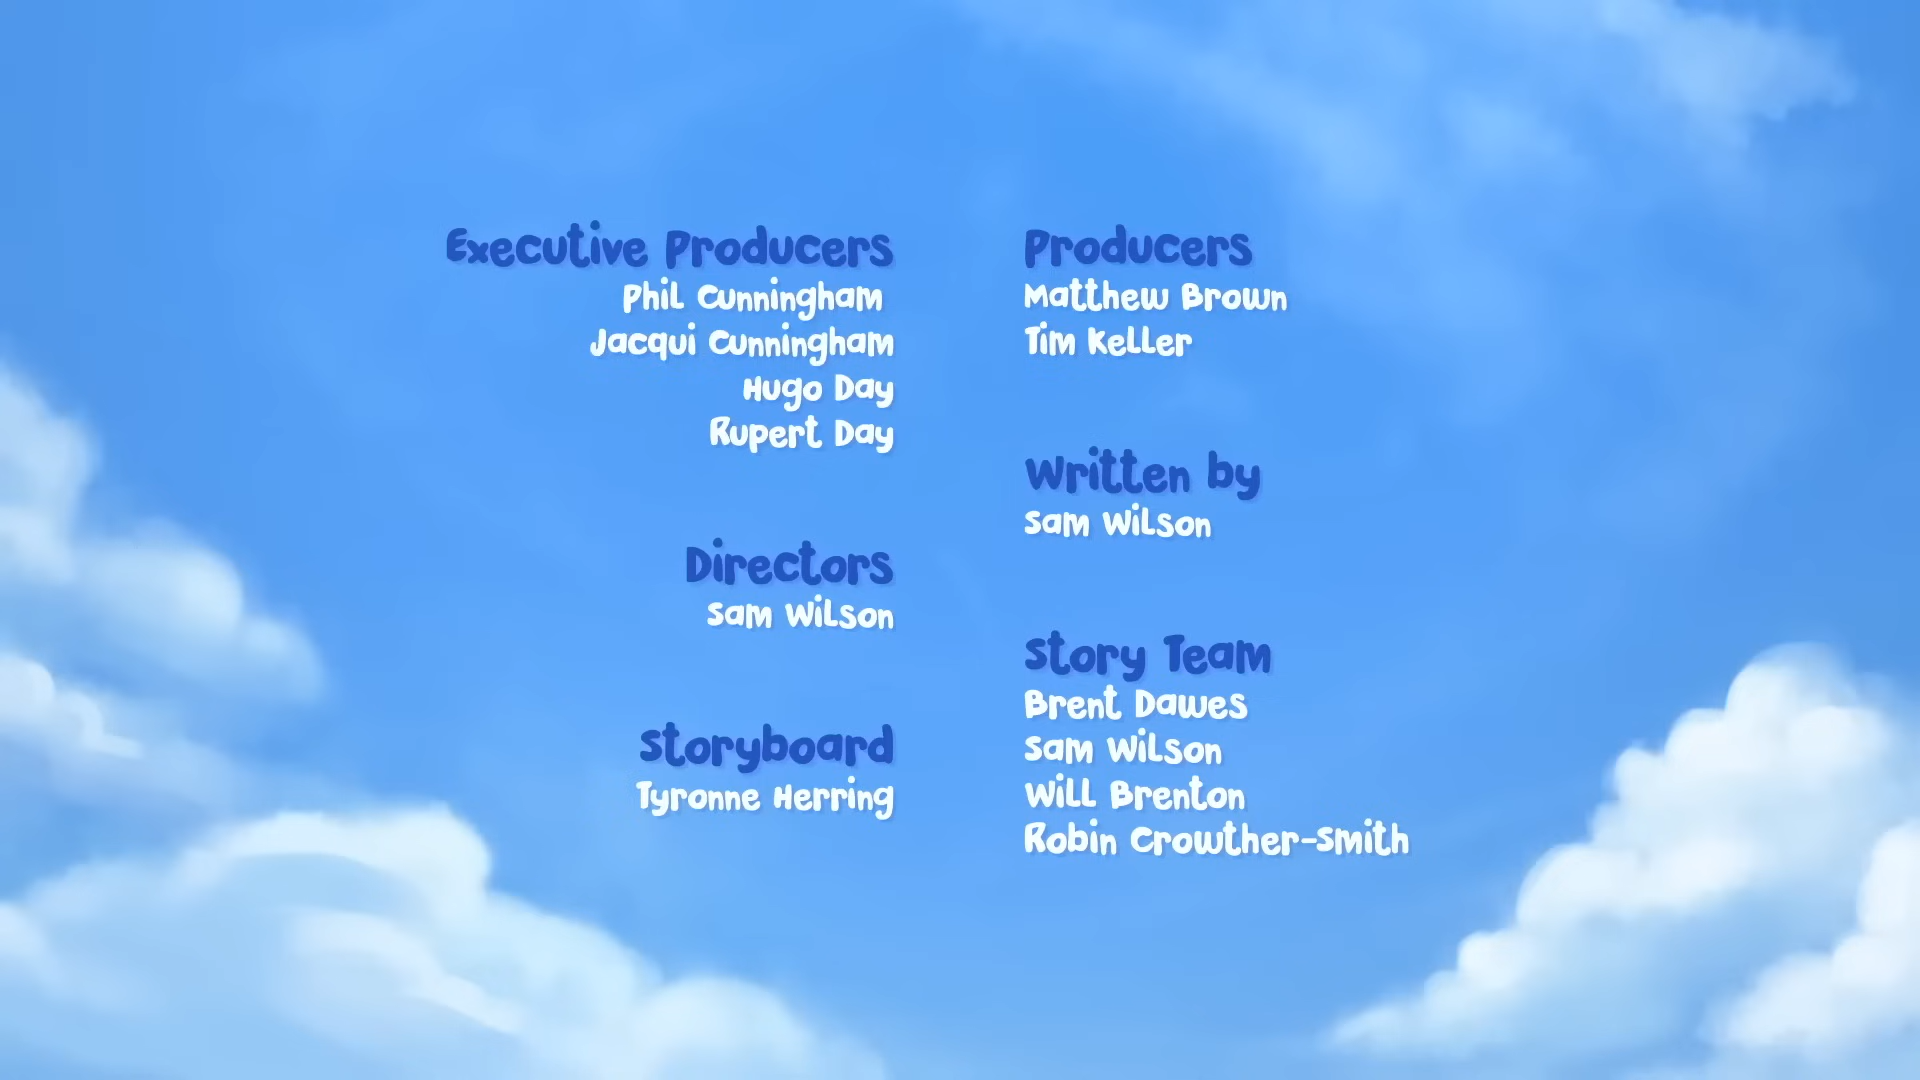 Executive Producers
Phil Cunningham
Jacqui Cunningham
Hugo Day
Rupert Day
Directors
Sam Wilson
Storyboard
Tyronne Herring
Producers
Matthew Brown
Tim Keller
Written by
Sam Wilson
Story Team
Brent Dawes
Sam Wilson
Will Brenton
Robin Crowther-Smith